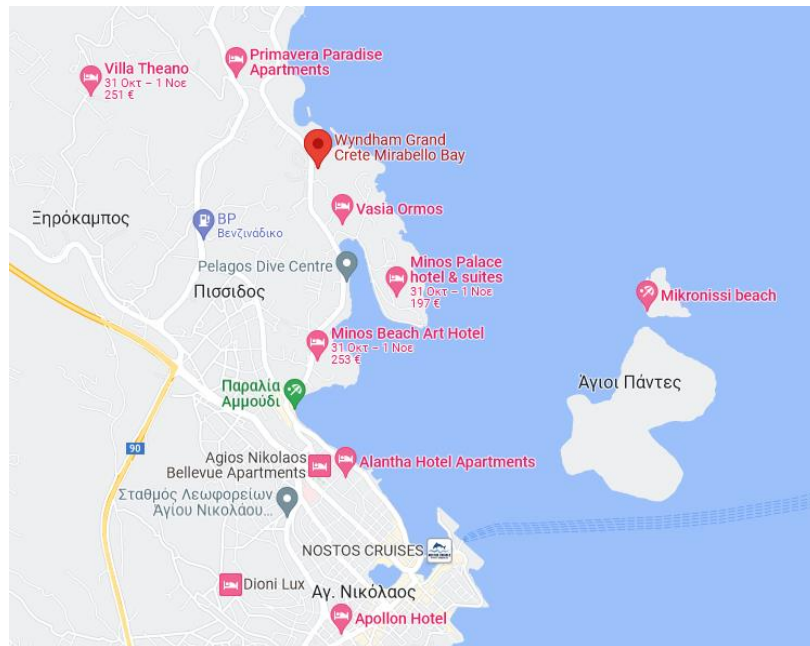 Primavera Paradise
Apartments
Villa Theano
31 Οκτ – 1 Νοε
251 €
Wyndham Grand
Crete Mirabello Bay
Vasia Ormos
Ξηρόκαμπος
BP
Βενζινάδικο
Pelagos Dive Centre
Minos Palace
hotel & suites
31 Οκτ – 1 Νοε
197 €
Πισσιδος
Mikronissi beach
Minos Beach Art Hotel
31 Οκτ – 1 Νοε
253 €
Άγιοι Πάντες
Παραλία
Αμμούδι
90
Agios Nikolaos
Bellevue Apartments
Alantha Hotel Apartments
Σταθμός Λεωφορείων
Άγίου Νικολάου...
NOSTOS CRUISES
Dioni Lux
Αγ. Νικόλαος
Apollon Hotel